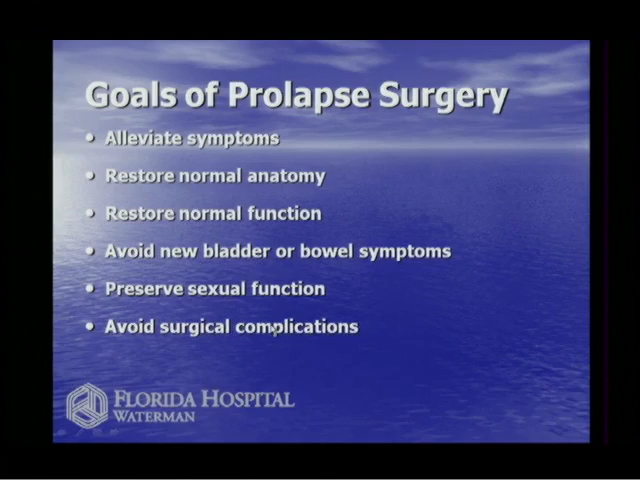 Goals of Prolapse Surgery
• Alleviate symptoms
• Restore normal anatomy
• Restore normal function
• Avoid new bladder or bowel symptoms
• Preserve sexual function
• Avoid surgical complications
FLORIDA HOSPITAL
WATERMAN